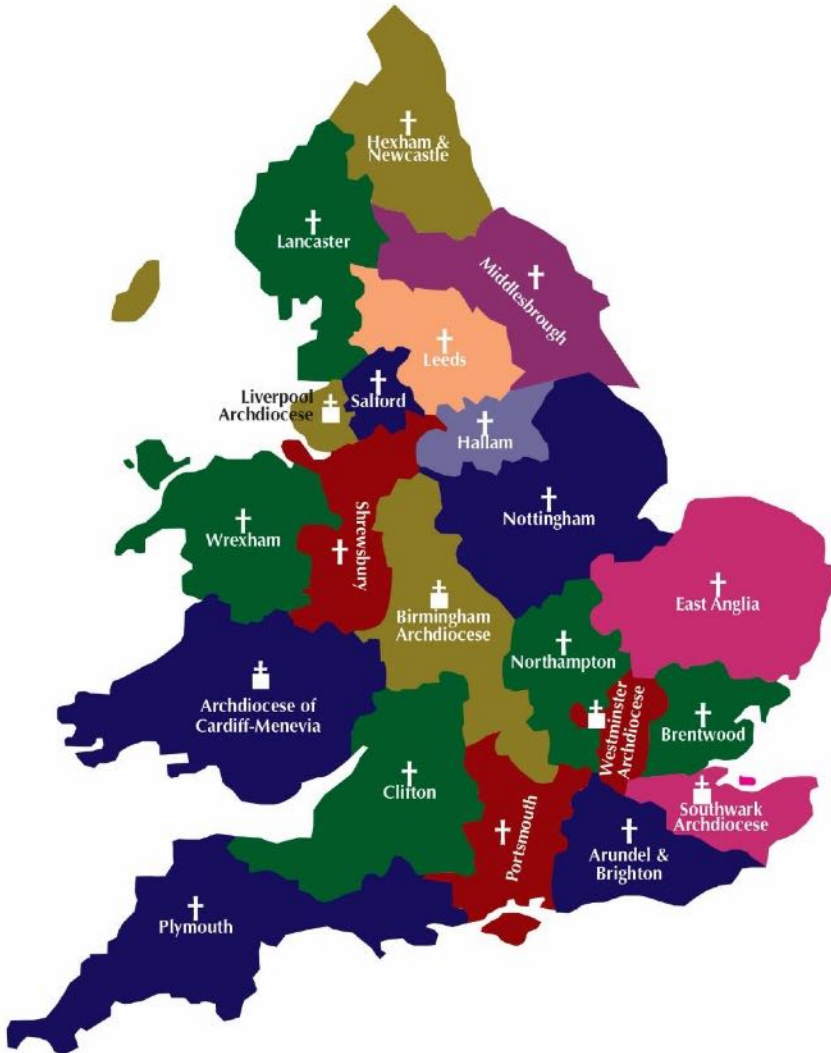 Hexham &
Newcastle
Lancaster
Middlesbrough
Leeds
Liverpool
Archdiocese
Salford
Hallam
Shrewsbury
Nottingham
Wrexham
East Anglia
Birmingham
Archdiocese
Northampton
Archdiocese of
Cardiff-Menevia
Westminster
Archdiocese
Brentwood
Clifton
Portsmouth
Southwark
Archdiocese
Arundel &
Brighton
Plymouth